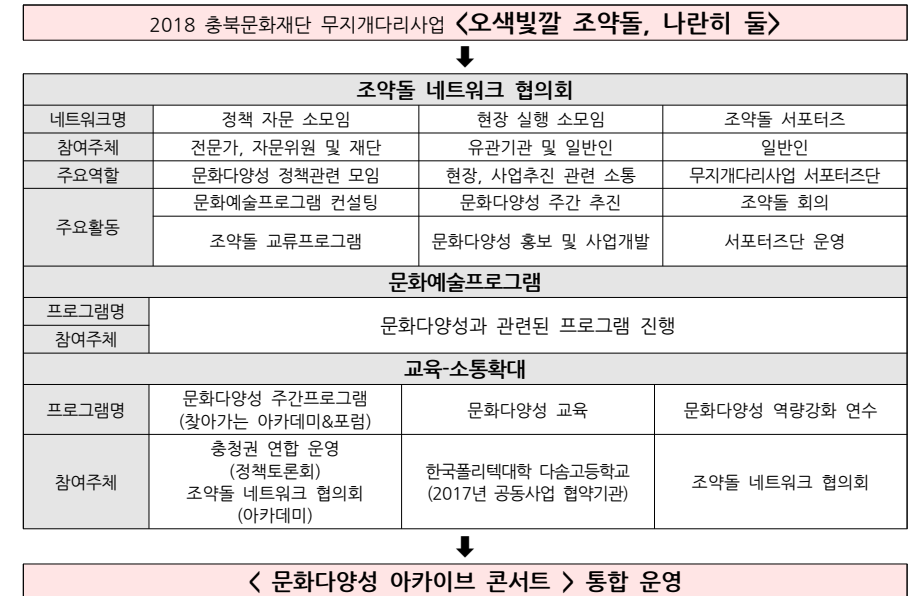 2018 충북문화재단 무지개다리사업 <오색빛깔 조약돌, 나란히 둘>
조약돌 네트워크 협의회
네트워크명 정책 자문 소모임 현장 실행 소모임 조약돌 서포터즈
참여주체 전문가, 자문위원 및 재단 유관기관 및 일반인 일반인
주요역할 문화다양성 정책관련 모임 현장, 사업추진 관련 소통 무지개다리사업 서포터즈단
주요활동 문화예술프로그램 컨설팅 문화다양성 주간 추진 조약돌 회의
조약돌 교류프로그램 문화다양성 홍보 및 사업개발 서포터즈단 운영
문화예술프로그램
프로그램명
참여주체
문화다양성과 관련된 프로그램 진행
교육-소통확대
프로그램명
문화다양성 주간프로그램
(찾아가는 아카데미&포럼)
문화다양성 교육
문화다양성 역량강화 연수
참여주체
충청권 연합 운영
(정책토론회)
조약돌 네트워크 협의회
(아카데미)
한국폴리텍대학 다솜고등학교
(2017년 공동사업 협약기관)
조약돌 네트워크 협의회
< 문화다양성 아카이브 콘서트 > 통합 운영